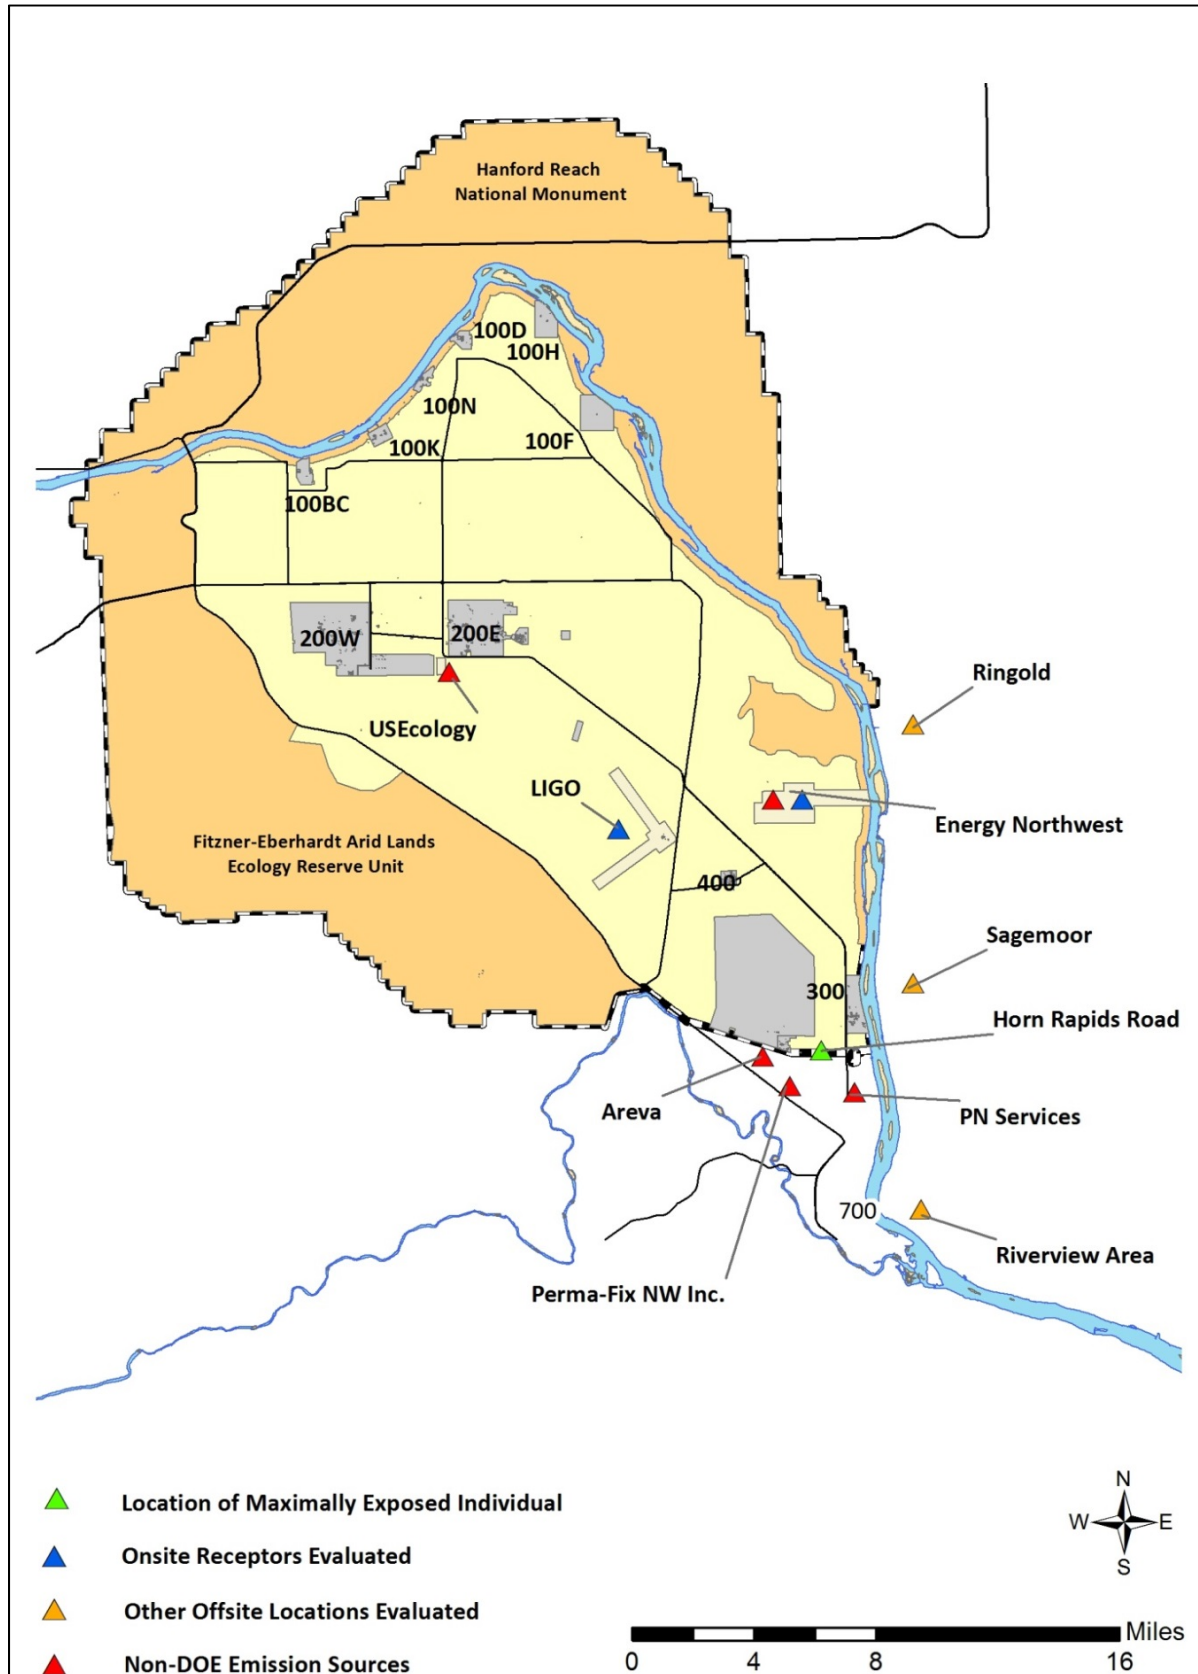 Hanford Reach
National Monument
100D
100H
100N
100F
100K
100BC
200W
200E
USEcology
LIGO
Ringold
Energy Northwest
Fitzner-Eberhardt Arid Lands
Ecology Reserve Unit
400
Sagemoor
300
Horn Rapids Road
Areva
PN Services
700
Riverview Area
Perma-Fix NW Inc.
Location of Maximally Exposed Individual
Onsite Receptors Evaluated
Other Offsite Locations Evaluated
Non-DOE Emission Sources
N
W E
S
Miles
0 4 8 16